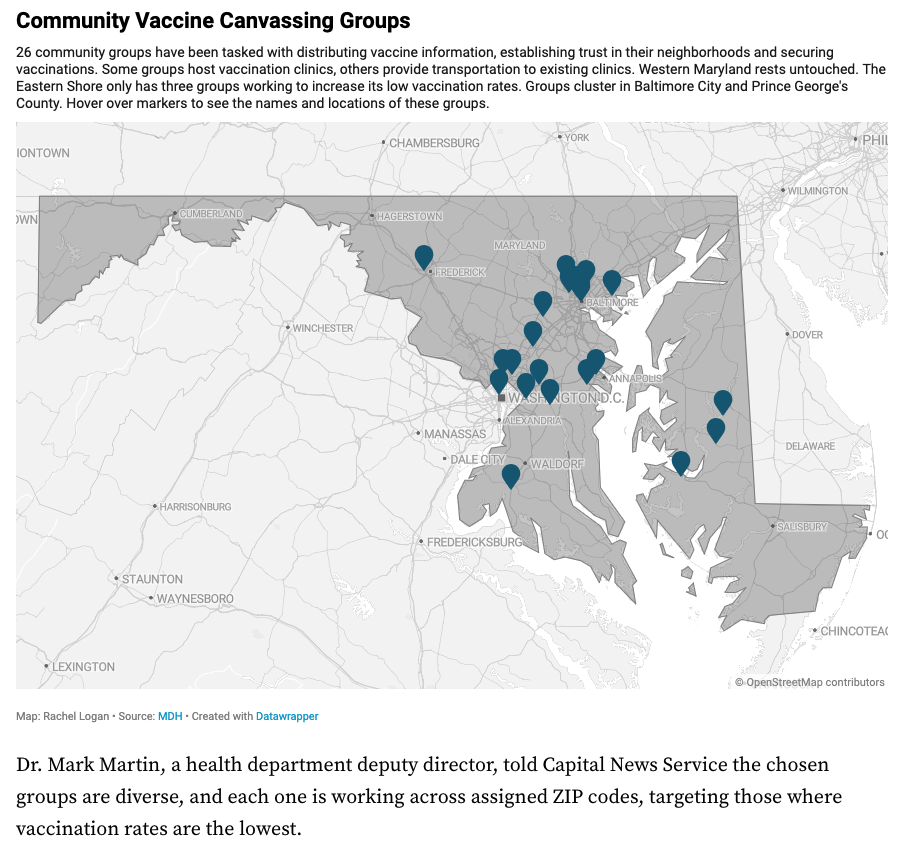 Community Vaccine Canvassing Groups
26 community groups have been tasked with distributing vaccine information, establishing trust in their neighborhoods and securing
vaccinations. Some groups host vaccination clinics, others provide transportation to existing clinics. Western Maryland rests untouched. The
Eastern Shore only has three groups working to increase its low vaccination rates. Groups cluster in Baltimore City and Prince George's
County. Hover over markers to see the names and locations of these groups.
YORK
PHIL
CHAMBERSBURG
IONTOWN
WILMINGTON
OWN
CUMBERLAND
HAGERSTOWN
MARYLAND
FREDERICK
BALTIMORE
WINCHESTER
DOVER
ANNAPOLIS
WASHINGTON D.C.
ALEXANDRIA
MANASSAS
DELAWARE
DALE CITY
WALDORF
HARRISONBURG
SALISBURY
OC
FREDERICKSBURG
STAUNTON
WAYNESBORO
CHINCOTEAG
LEXINGTON
© OpenStreetMap contributors
Map: Rachel Logan • Source: MDH • Created with Datawrapper
Dr. Mark Martin, a health department deputy director, told Capital News Service the chosen
groups are diverse, and each one is working across assigned ZIP codes, targeting those where
vaccination rates are the lowest.